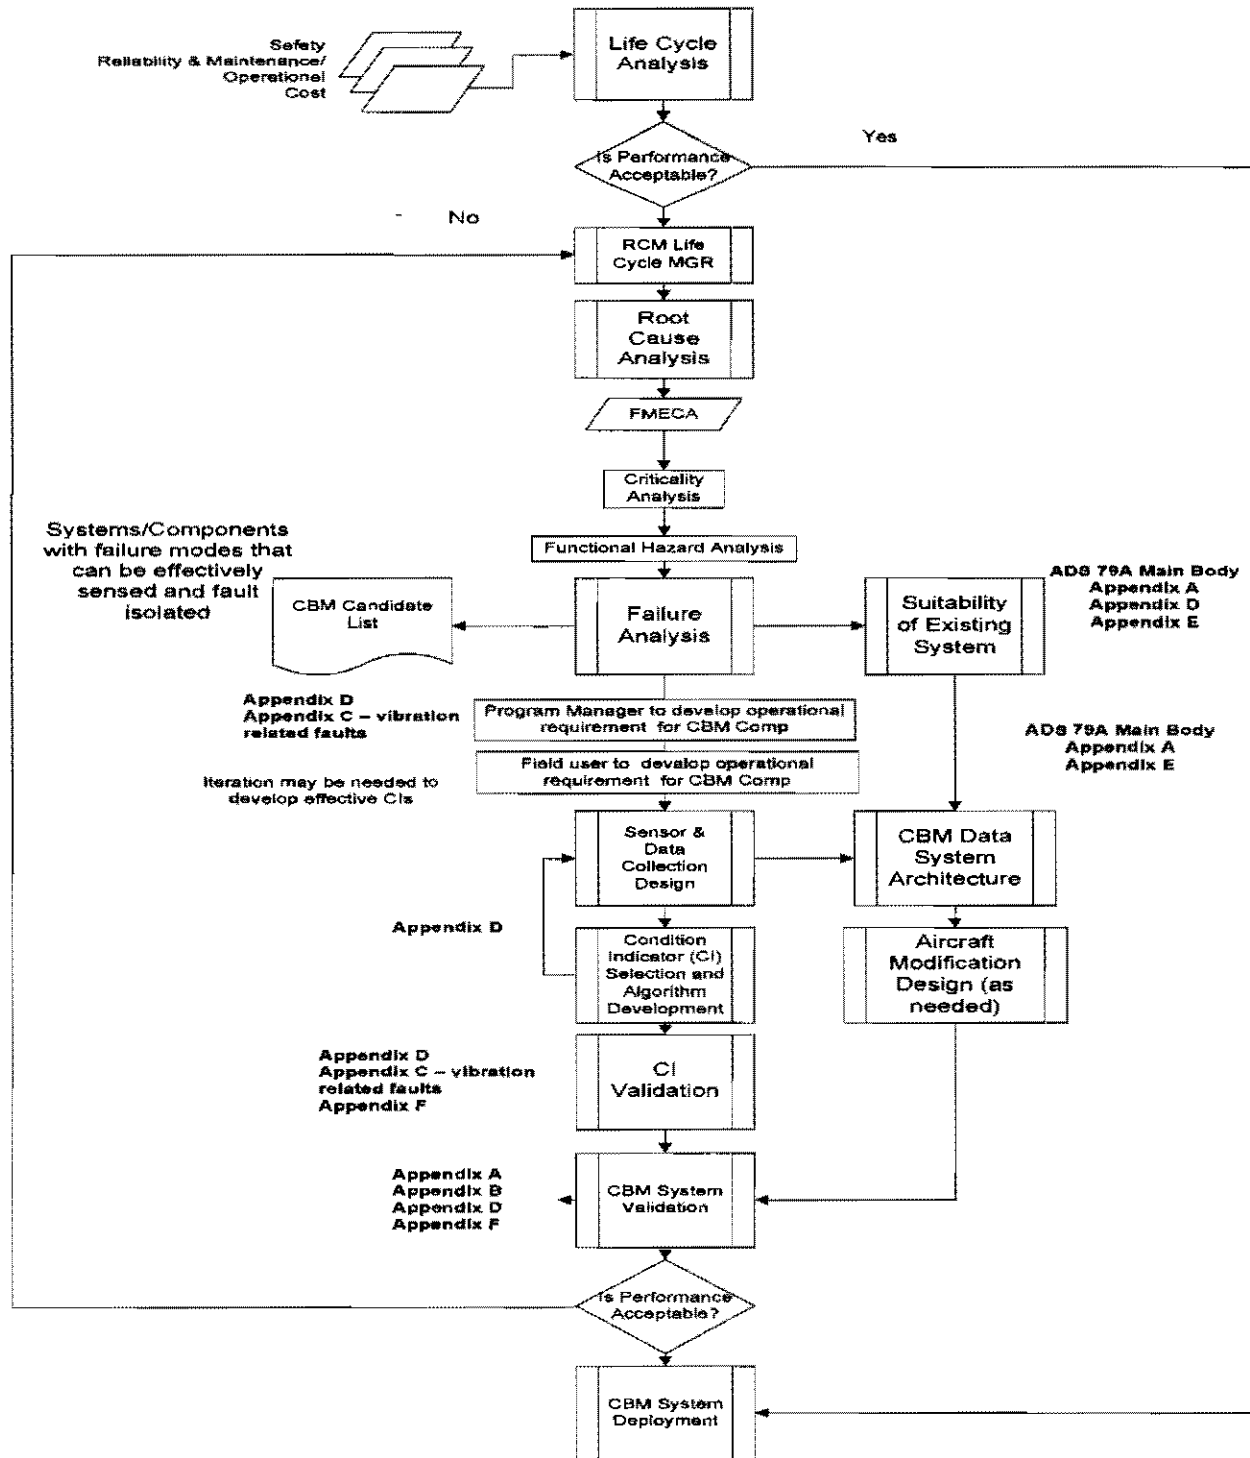 Safety
Reliability & Maintenance/
Operational
Cost
Life Cycle
Analysis
Is Performance
Acceptable?
Yes
No
RCM Life
Cycle MGR
Root
Cause
Analysis
FMECA
Criticality
Analysis
Functional Hazard Analysis
Systems/Components
with failure modes that
can be effectively
sensed and fault
isolated
CBM Candidate
List
Failure
Analysis
Suitability
of Existing
System
ADS 79A Main Body
Appendix A
Appendix D
Appendix E
Appendix D
Appendix C – vibration
related faults
Program Manager to develop operational
requirement for CBM Comp
ADS 79A Main Body
Appendix A
Appendix E
Field user to develop operational
requirement for CBM Comp
Iteration may be needed to
develop effective CIs
Sensor &
Data
Collection
Design
CBM Data
System
Architecture
Appendix D
Condition
Indicator (CI)
Selection and
Algorithm
Development
Aircraft
Modification
Design (as
needed)
Appendix D
Appendix C – vibration
related faults
Appendix F
CI
Validation
Appendix A
Appendix B
Appendix D
Appendix F
CBM System
Validation
Is Performance
Acceptable?
CBM System
Deployment